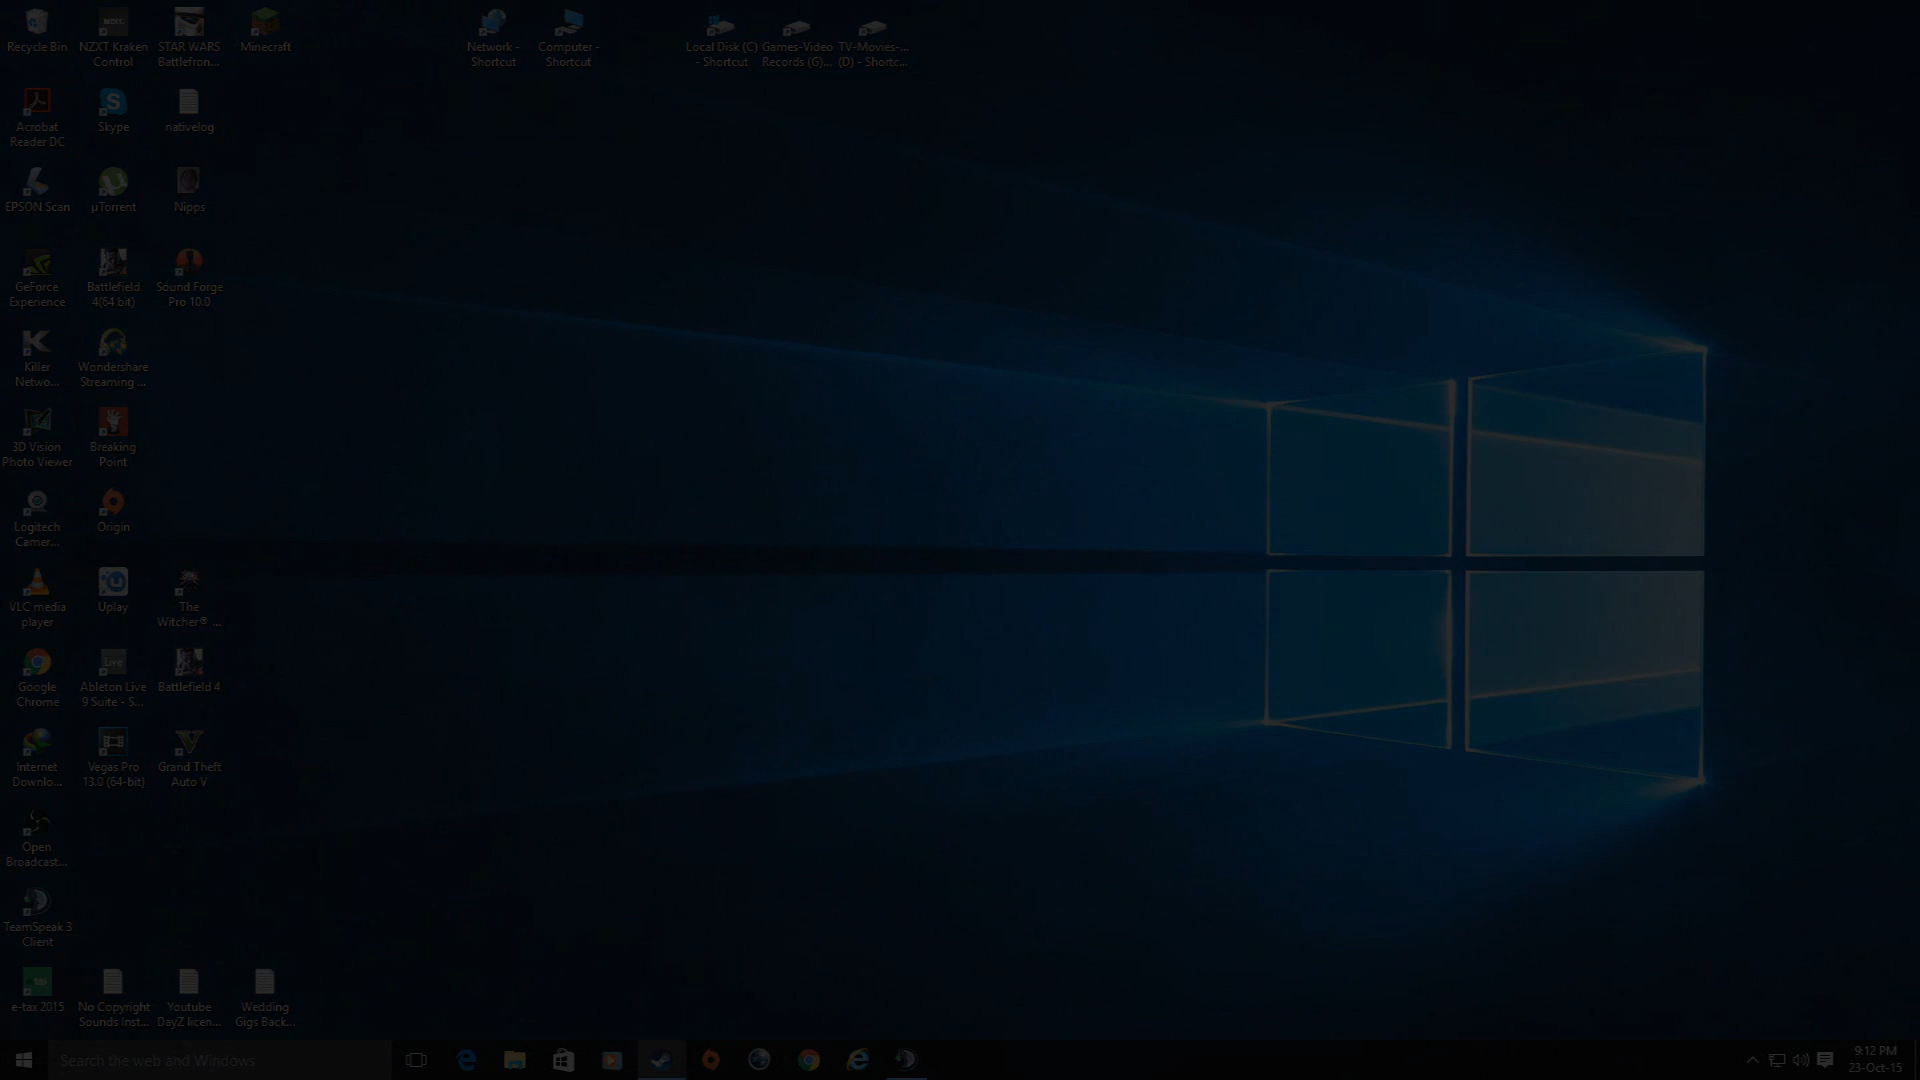 Recycle Bin
NZXT Kraken
Control
STAR WARS
Battlefron...
Minecraft
Network -
Shortcut
Computer -
Shortcut
Local Disk (C)
- Shortcut
Games-Video
Records (G)...
TV-Movies-...
(D) - Shortc...
Acrobat
Reader DC
Skype
nativelog
EPSON Scan
µTorrent
Nipps
GeForce
Experience
Battlefield
4(64 bit)
Sound Forge
Pro 10.0
Killer
Netwo...
Wondershare
Streaming ...
3D Vision
Photo Viewer
Breaking
Point
Logitech
Camer...
Origin
VLC media
player
Uplay
The
Witcher® ...
Google
Chrome
Live
Ableton Live
9 Suite - S...
Battlefield 4
Internet
Downlo...
Vegas Pro
13.0 (64-bit)
Grand Theft
Auto V
Open
Broadcast...
TeamSpeak 3
Client
e-tax 2015
No Copyright
Sounds Inst...
Youtube
DayZ licen...
Wedding
Gigs Back...
Search the web and Windows
9:12 PM
23-Oct-15